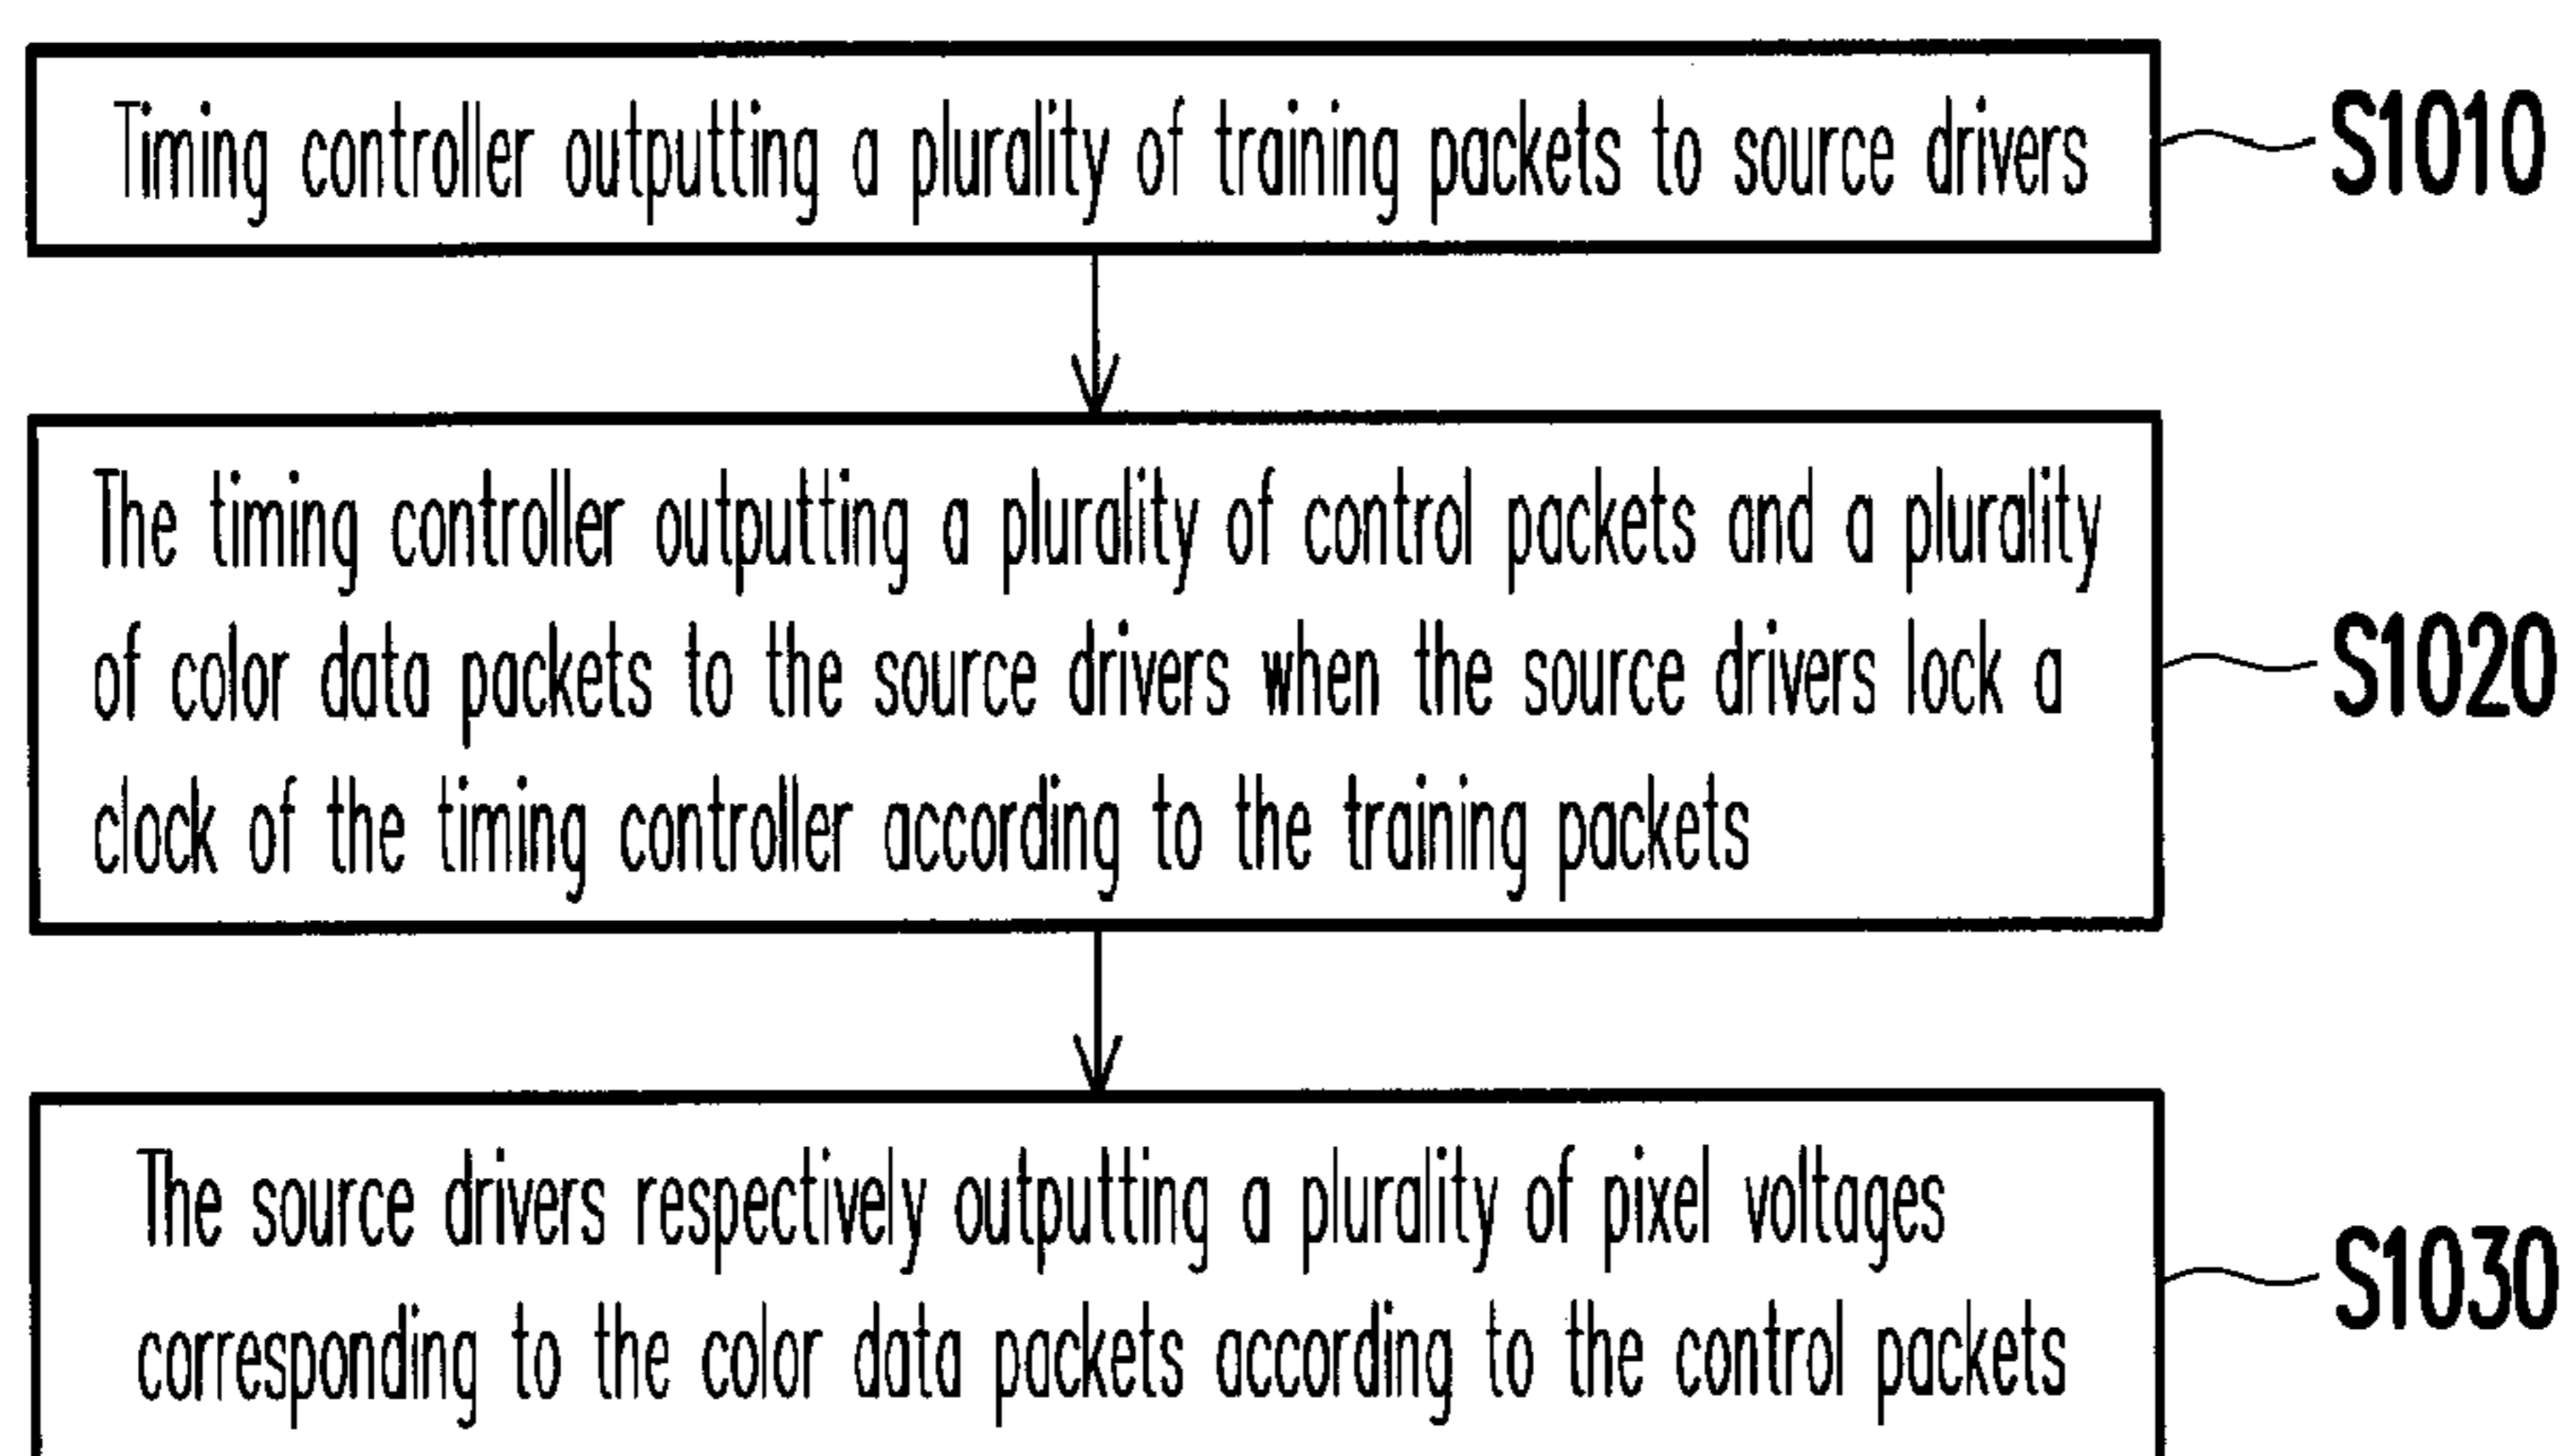 Timing controller outputting a plurality of training packets to source drivers
S1010
The timing controller outputting a plurality of control packets and a plurality
of color data packets to the source drivers when the source drivers lock a
clock of the timing controller according to the training packets
S1020
The source drivers respectively outputting a plurality of pixel voltages
corresponding to the color data packets according to the control packets
S1030